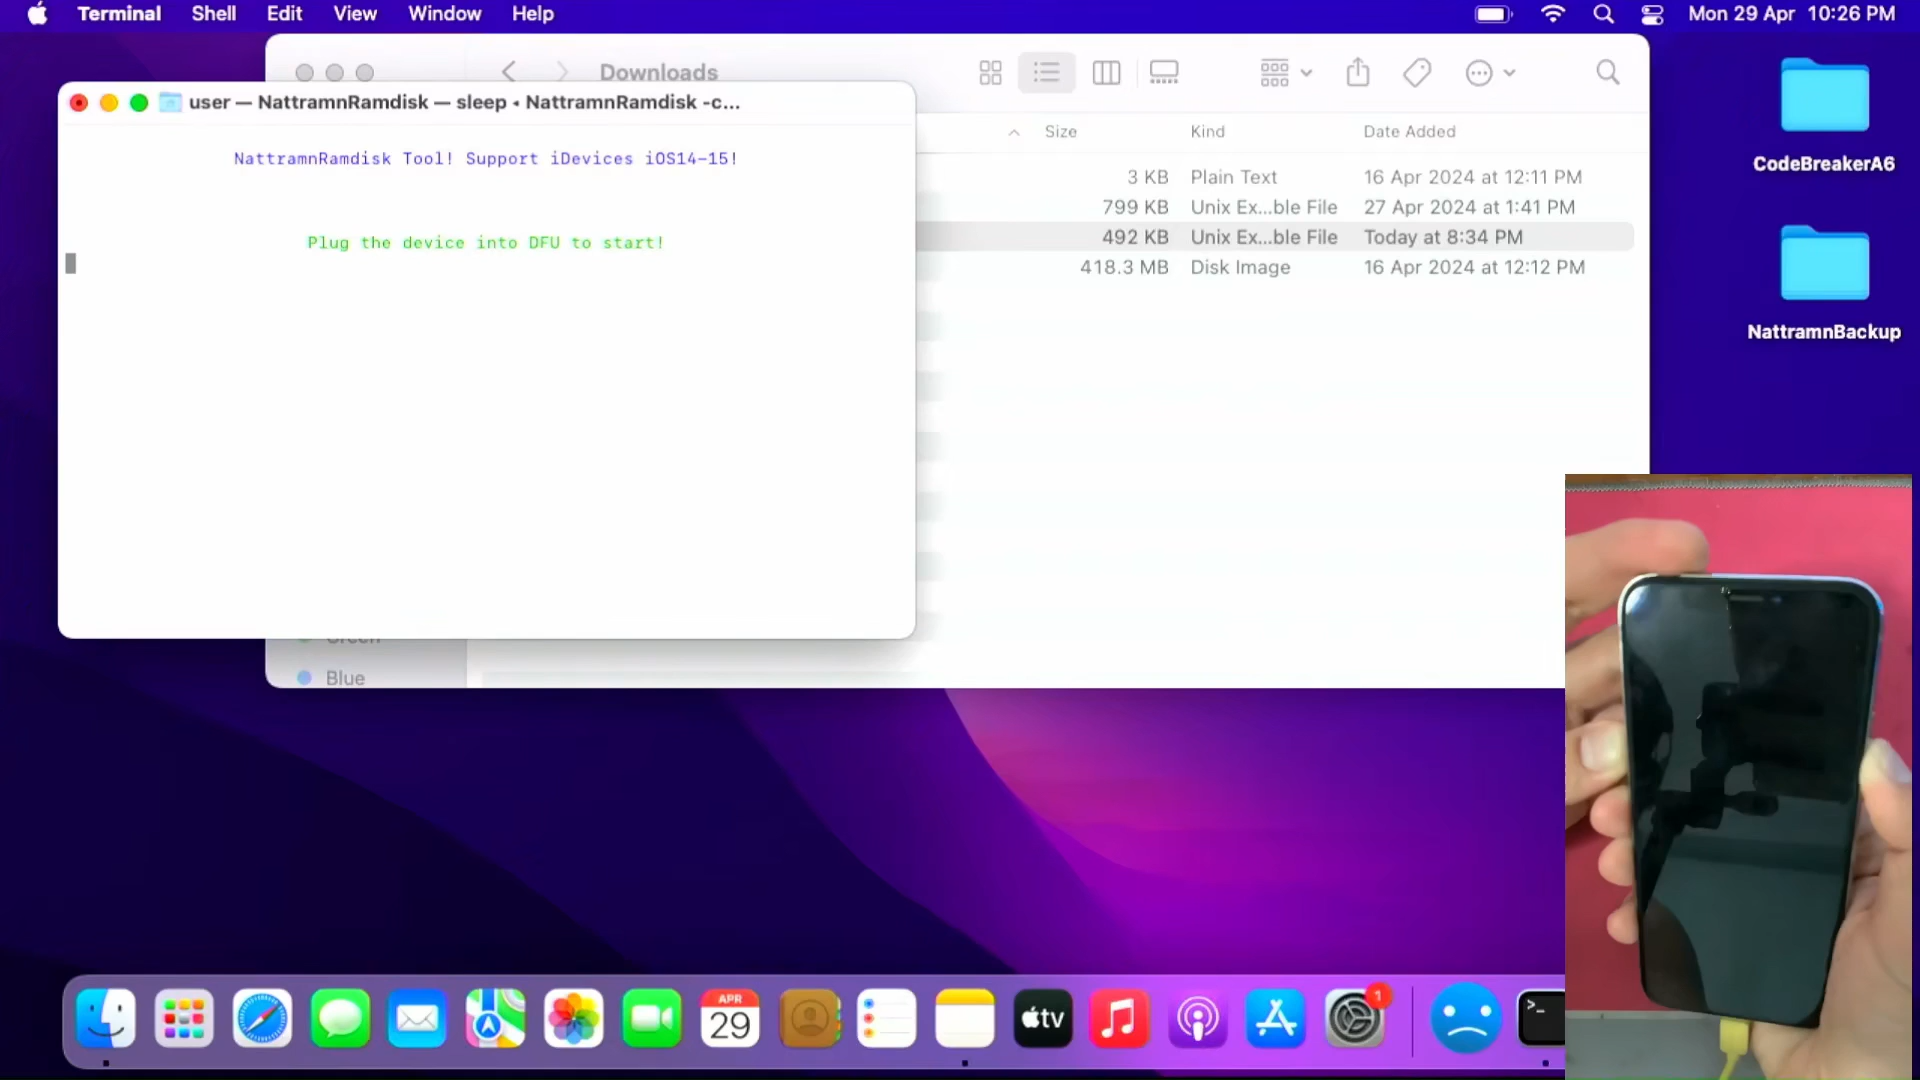 Terminal Shell Edit View Window Help Mon 29 Apr 10:26 PM
Downloads
user — NattramnRamdisk — sleep ◂ NattramnRamdisk -c...
NattramnRamdisk Tool! Support iDevices iOS14-15!
Plug the device into DFU to start!
Size Kind Date Added
3 KB Plain Text 16 Apr 2024 at 12:11 PM
799 KB Unix Ex...ble File 27 Apr 2024 at 1:41 PM
492 KB Unix Ex...ble File Today at 8:34 PM
418.3 MB Disk Image 16 Apr 2024 at 12:12 PM
Green
Blue
CodeBreakerA6
NattramnBackup
APR
29
tv
1
>_